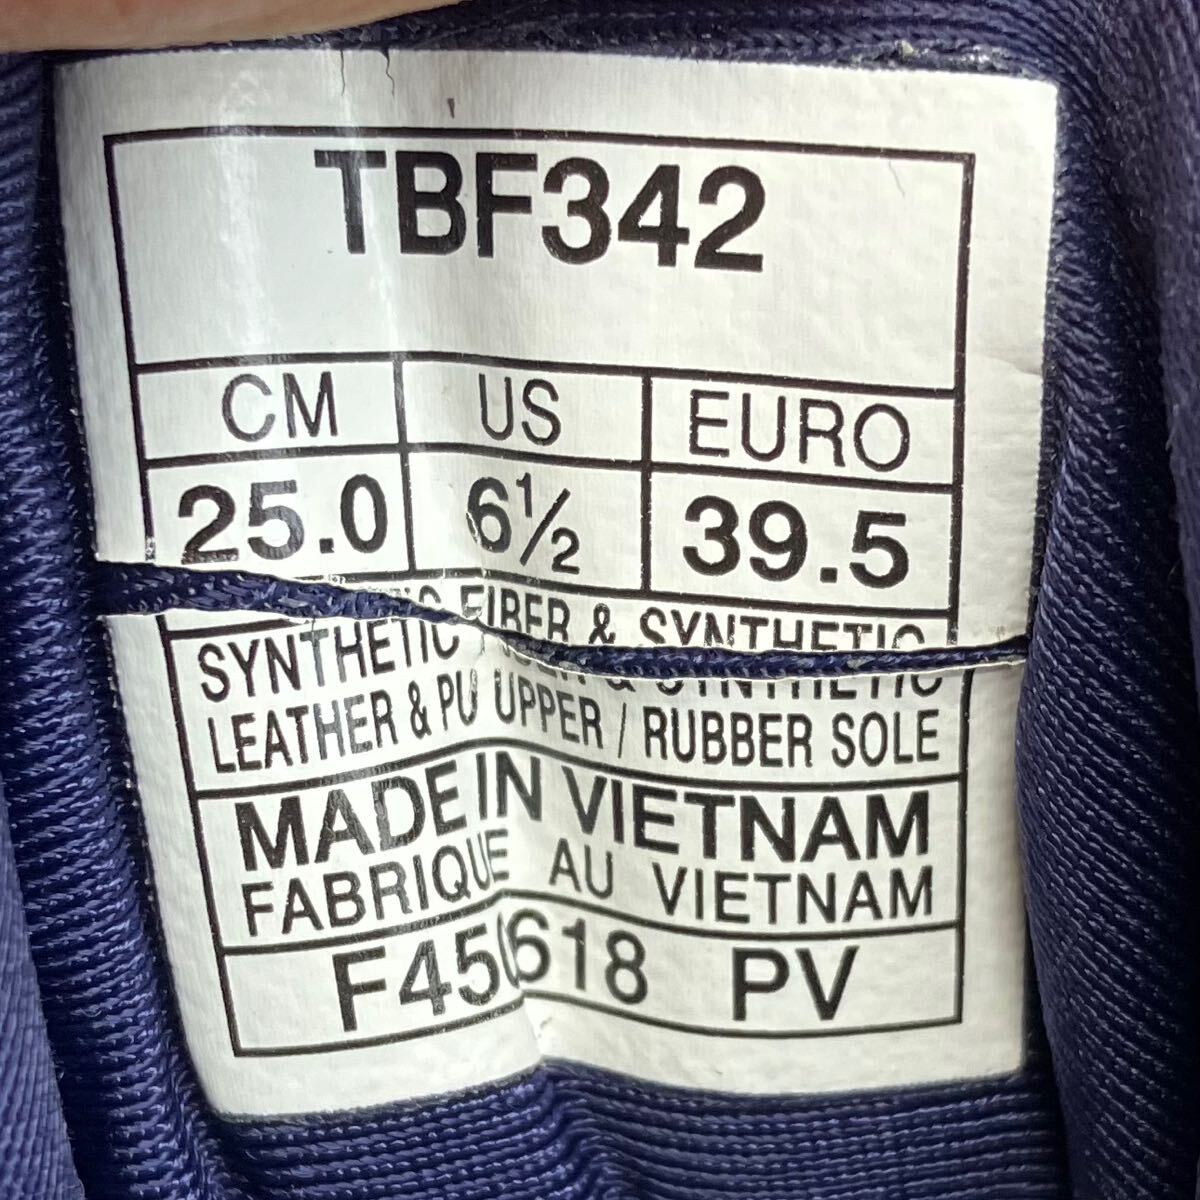 TBF342
CM US EURO
25.0 6½ 39.5
SYNTHETIC FIBER & SYNTHETIC
LEATHER & PU UPPER / RUBBER SOLE
MADE IN VIETNAM
FABRIQUE AU VIETNAM
PV